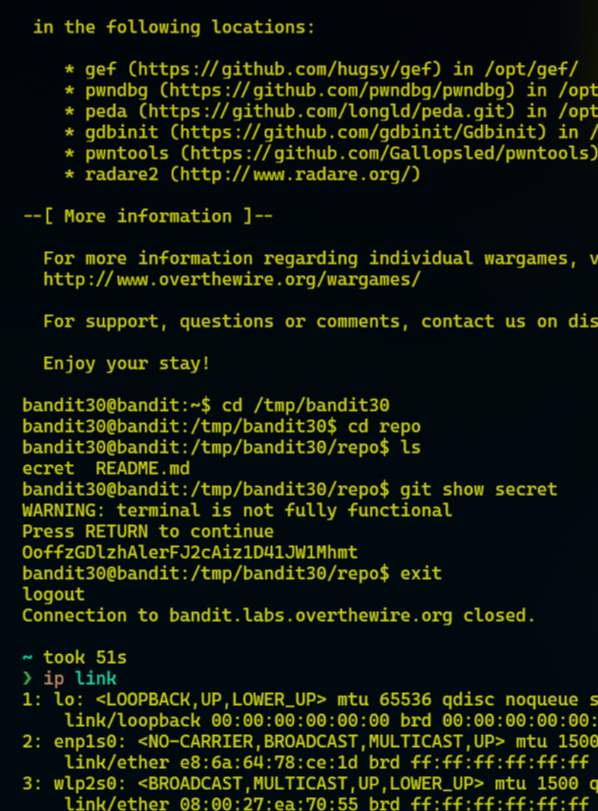 in the following locations:
* gef (https://github.com/hugsy/gef) in /opt/gef/
* pwndbg (https://github.com/pwndbg/pwndbg) in /opt
* peda (https://github.com/longld/peda.git) in /opt
* gdbinit (https://github.com/gdbinit/Gdbinit) in /
* pwntools (https://github.com/Gallopsled/pwntools)
* radare2 (http://www.radare.org/)
--[ More information ]--
For more information regarding individual wargames, v
http://www.overthewire.org/wargames/
For support, questions or comments, contact us on dis
Enjoy your stay!
bandit30@bandit:~$ cd /tmp/bandit30
bandit30@bandit:/tmp/bandit30$ cd repo
bandit30@bandit:/tmp/bandit30/repo$ ls
ecret  README.md
bandit30@bandit:/tmp/bandit30/repo$ git show secret
WARNING: terminal is not fully functional
Press RETURN to continue
OoffzGDlzhAlerFJ2cAiz1D41JW1Mhmt
bandit30@bandit:/tmp/bandit30/repo$ exit
logout
Connection to bandit.labs.overthewire.org closed.
~ took 51s
❯ ip link
1: lo: <LOOPBACK,UP,LOWER_UP> mtu 65536 qdisc noqueue s
link/loopback 00:00:00:00:00:00 brd 00:00:00:00:00:
2: enp1s0: <NO-CARRIER,BROADCAST,MULTICAST,UP> mtu 1500
link/ether e8:6a:64:78:ce:1d brd ff:ff:ff:ff:ff:ff
3: wlp2s0: <BROADCAST,MULTICAST,UP,LOWER_UP> mtu 1500 q
link/ether 08:00:27:ea:70:55 brd ff:ff:ff:ff:ff:ff